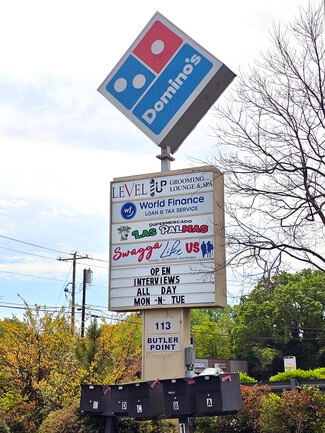 Domino's
LEVEL UP GROOMING
LOUNGE & SPA
wf World Finance
LOAN & TAX SERVICE
SUPERMERCADO
LAS PALMAS
Swagga Like US
OPEN
INTERVIEWS
ALL DAY
MON -N- TUE
113
BUTLER
POINT
D
C
B
A